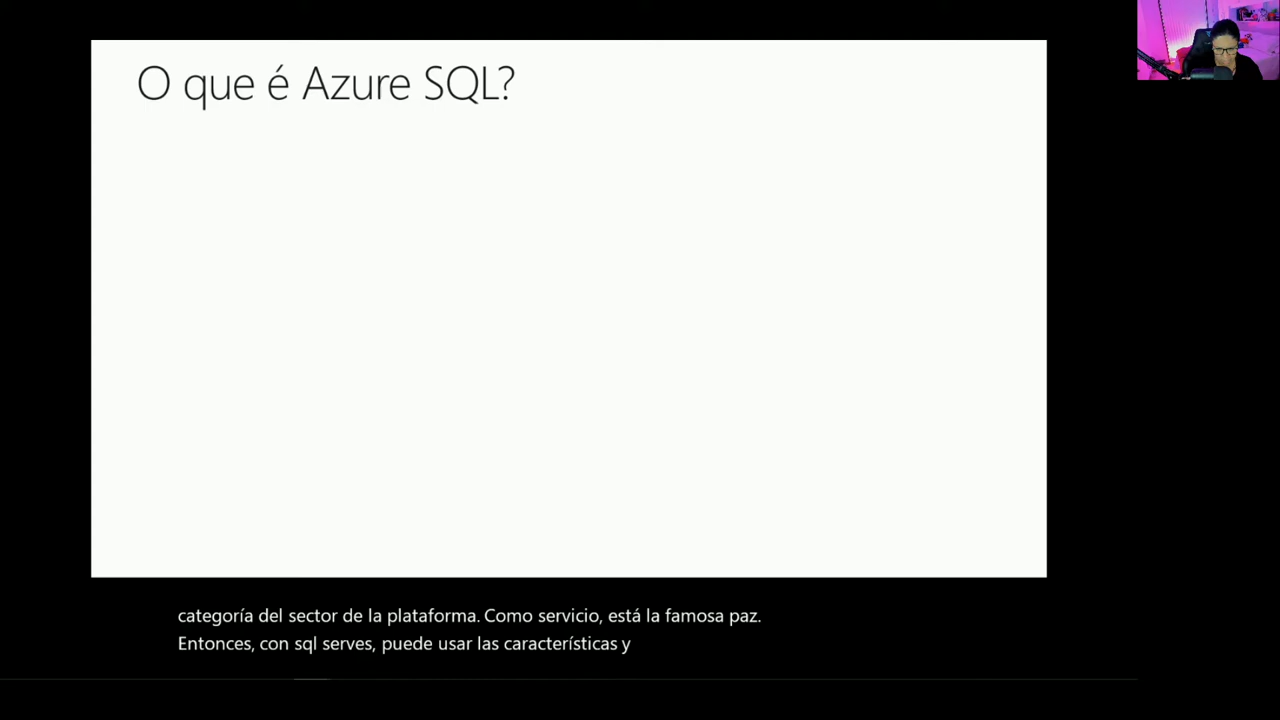 O que é Azure SQL?
categoría del sector de la plataforma. Como servicio, está la famosa paz.
Entonces, con sql serves, puede usar las características y